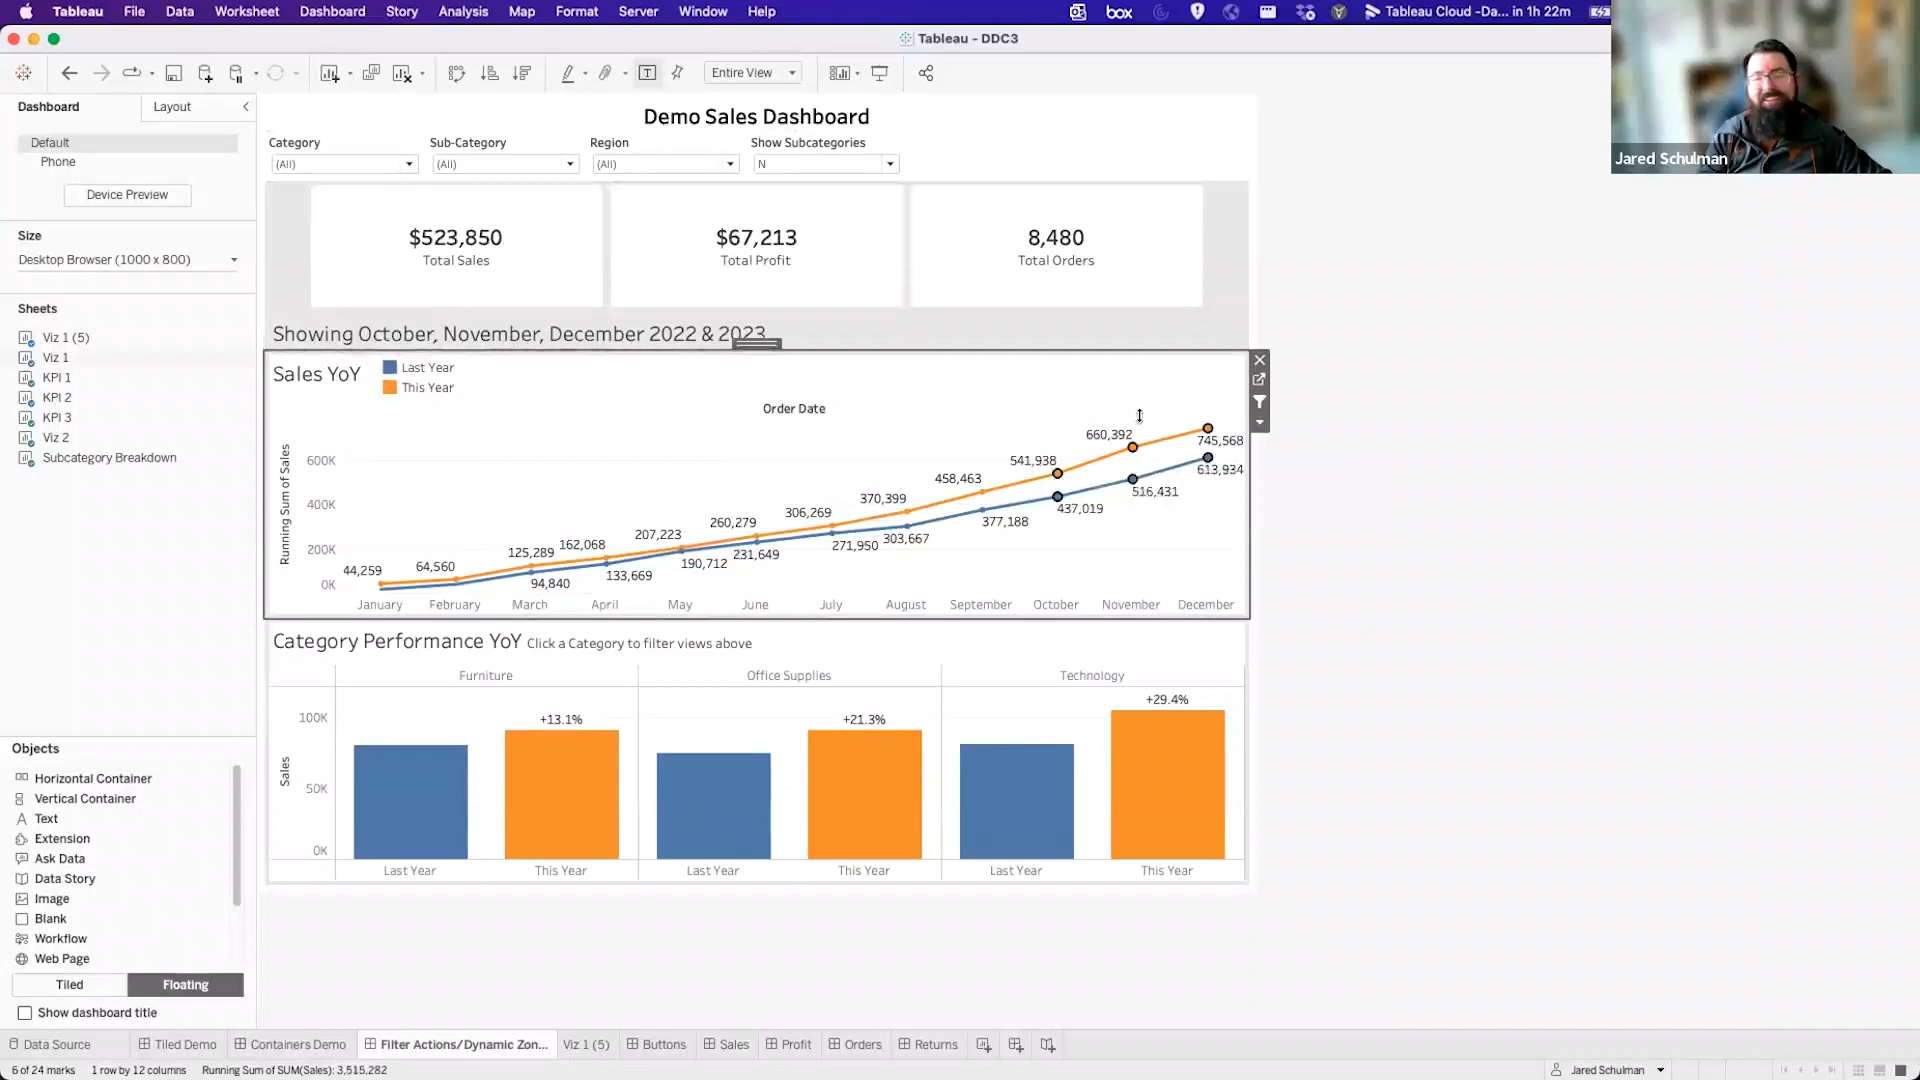 Tableau File Data Worksheet Dashboard Story Analysis Map Format Server Window Help box Tableau Cloud -Da... in 1h 22m
Tableau - DDC3
Entire View
Dashboard Layout
Default
Phone
Device Preview
Size
Desktop Browser (1000 x 800)
Sheets
Viz 1 (5)
Viz 1
KPI 1
KPI 2
KPI 3
Viz 2
Subcategory Breakdown
Objects
Horizontal Container
Vertical Container
Text
Extension
Ask Data
Data Story
Image
Blank
Workflow
Web Page
Tiled Floating
Show dashboard title
Demo Sales Dashboard
Category Sub-Category Region Show Subcategories
(All) (All) (All) N
$523,850 $67,213 8,480
Total Sales Total Profit Total Orders
Showing October, November, December 2022 & 2023
Sales YoY
Last Year
This Year
Order Date
Running Sum of Sales
600K
400K
200K
0K
44,259 64,560 125,289 162,068 207,223 260,279 306,269 370,399 458,463 541,938 660,392 745,568
94,840 133,669 190,712 231,649 271,950 303,667 377,188 437,019 516,431 613,934
January February March April May June July August September October November December
Category Performance YoY Click a Category to filter views above
Furniture Office Supplies Technology
+13.1% +21.3% +29.4%
Sales
100K
50K
0K
Last Year This Year Last Year This Year Last Year This Year
Jared Schulman
Data Source Tiled Demo Containers Demo Filter Actions/Dynamic Zon... Viz 1 (5) Buttons Sales Profit Orders Returns
6 of 24 marks 1 row by 12 columns Running Sum of SUM(Sales): 3,515,282 Jared Schulman